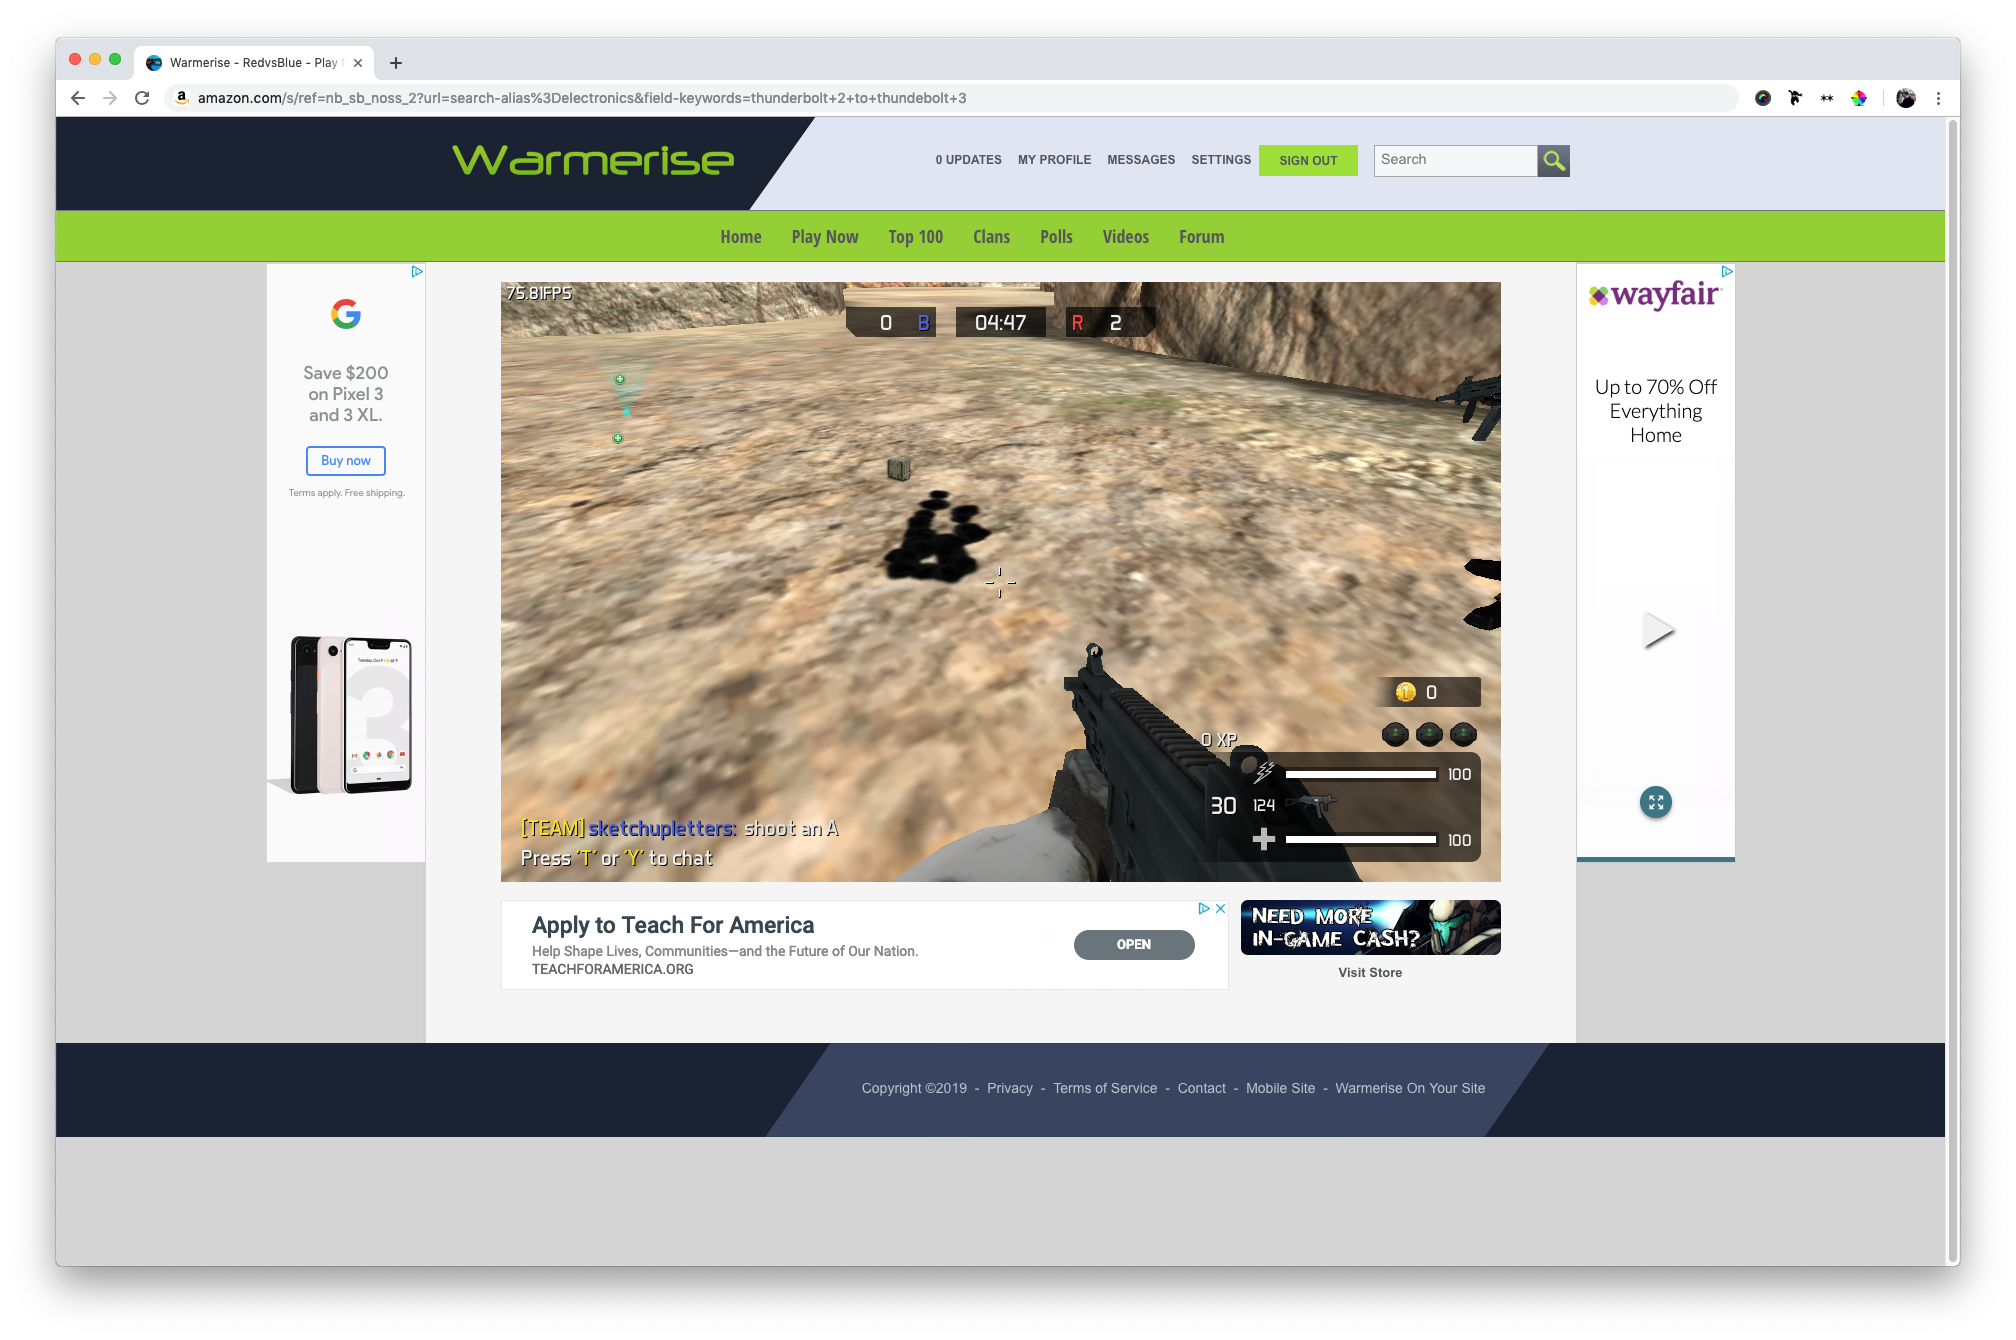 Warmerise - RedvsBlue - Play
amazon.com/s/ref=nb_sb_noss_2?url=search-alias%3Delectronics&field-keywords=thunderbolt+2+to+thundebolt+3
Warmerise
0 UPDATES MY PROFILE MESSAGES SETTINGS SIGN OUT Search
Home Play Now Top 100 Clans Polls Videos Forum
Save $200
on Pixel 3
and 3 XL.
Buy now
Terms apply. Free shipping.
75.81FPS
0 B 04:47 R 2
0
0 XP
100
30 124
100
[TEAM] sketchupletters: shoot an A
Press 'T' or 'Y' to chat
wayfair
Up to 70% Off
Everything
Home
Apply to Teach For America
Help Shape Lives, Communities—and the Future of Our Nation.
TEACHFORAMERICA.ORG
OPEN
NEED MORE
IN-GAME CASH?
Visit Store
Copyright ©2019 - Privacy - Terms of Service - Contact - Mobile Site - Warmerise On Your Site